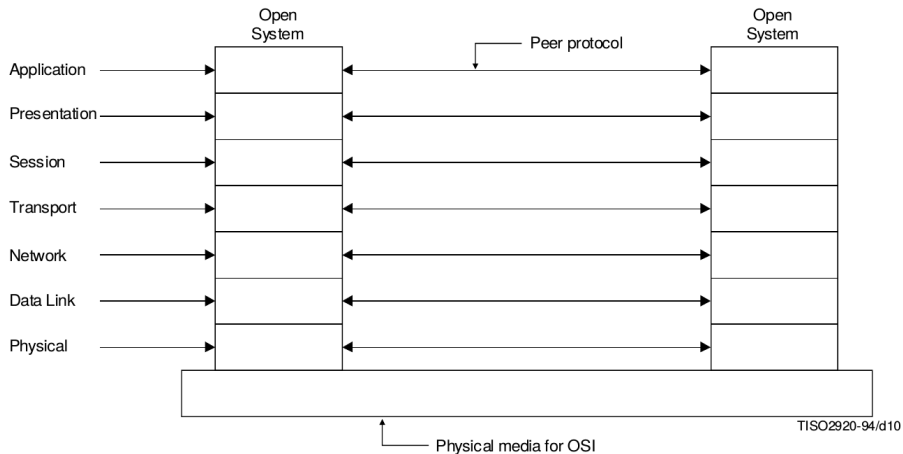 Open
System
Open
System
Peer protocol
Application
Presentation
Session
Transport
Network
Data Link
Physical
TISO2920-94/d10
Physical media for OSI